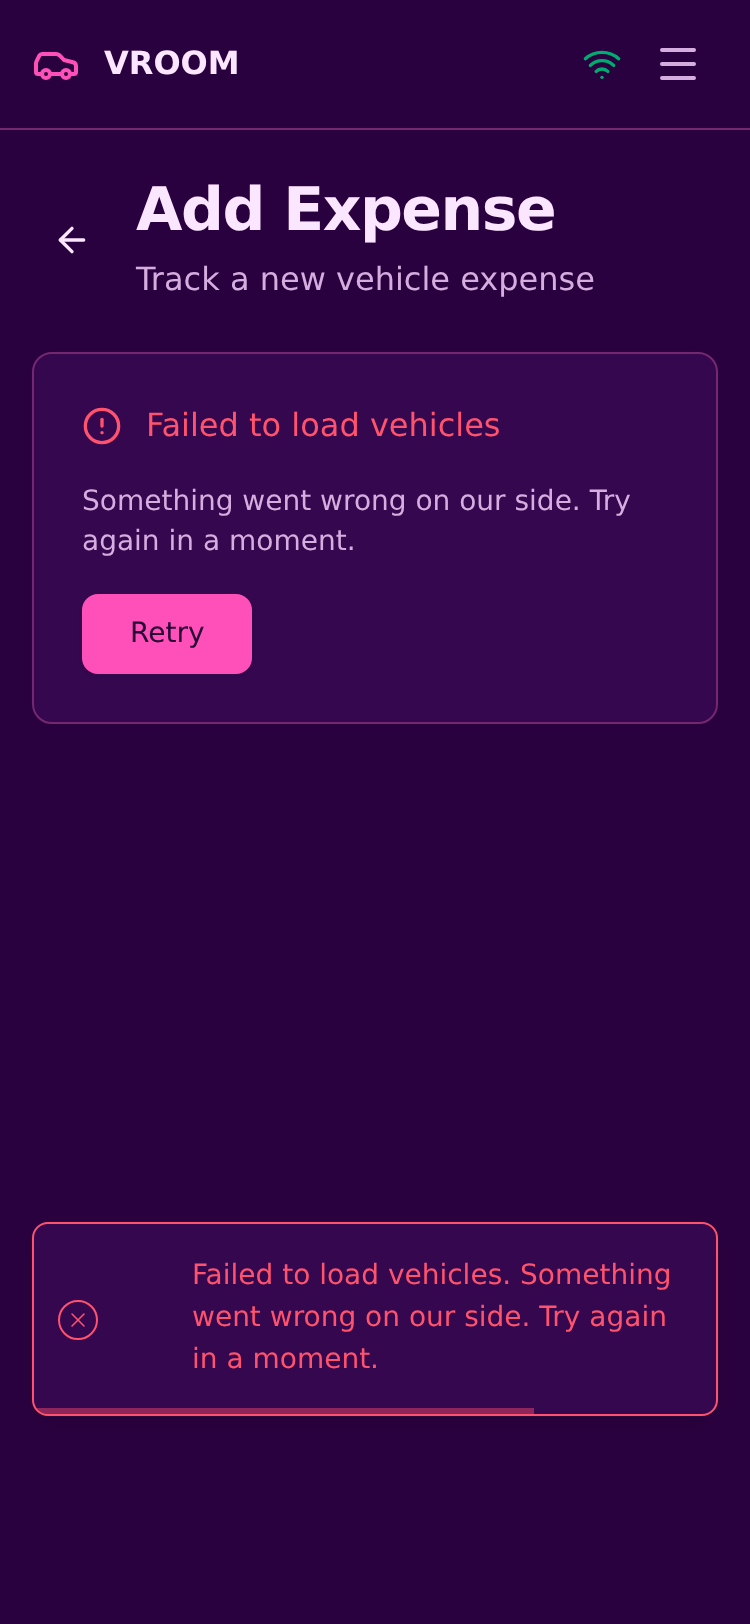 VROOM
Add Expense
Track a new vehicle expense
Failed to load vehicles
Something went wrong on our side. Try
again in a moment.
Retry
Failed to load vehicles. Something
went wrong on our side. Try again
in a moment.